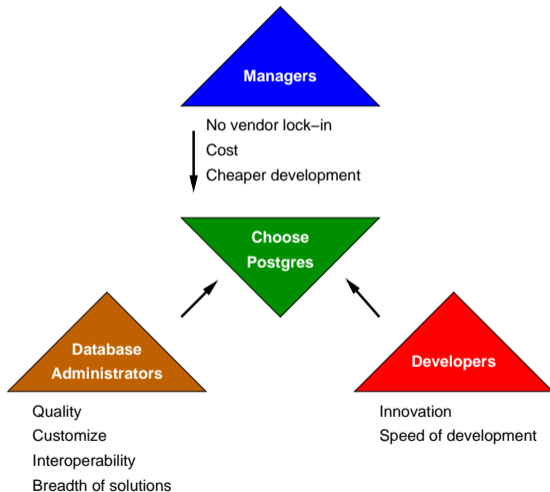 Managers
No vendor lock–in
Cost
Cheaper development
Choose
Postgres
Database
Administrators
Quality
Customize
Interoperability
Breadth of solutions
Developers
Innovation
Speed of development